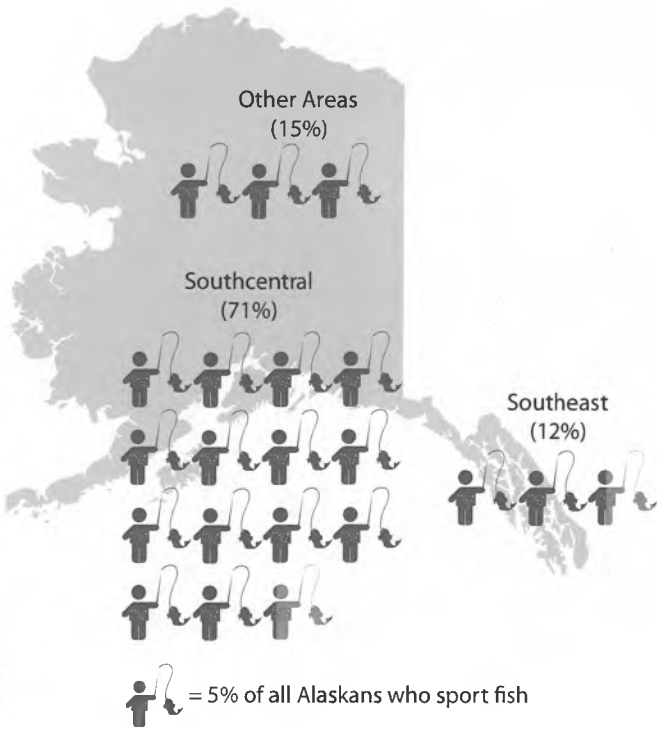 Other Areas
(15%)
Southcentral
(71%)
Southeast
(12%)
= 5% of all Alaskans who sport fish